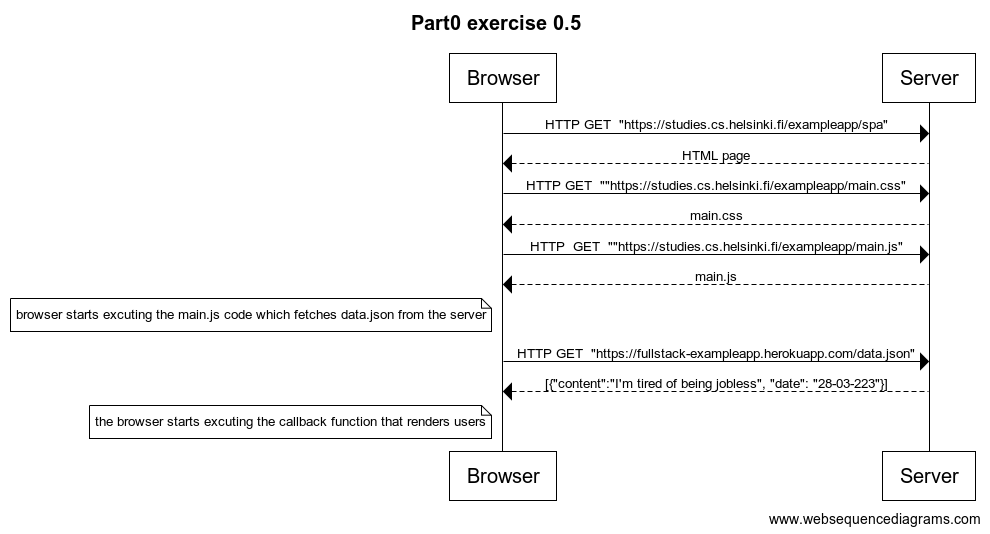 Part0 exercise 0.5
Browser
Server
HTTP GET  "https://studies.cs.helsinki.fi/exampleapp/spa"
HTML page
HTTP GET  ""https://studies.cs.helsinki.fi/exampleapp/main.css"
main.css
HTTP  GET  ""https://studies.cs.helsinki.fi/exampleapp/main.js"
main.js
browser starts excuting the main.js code which fetches data.json from the server
HTTP GET  "https://fullstack-exampleapp.herokuapp.com/data.json"
[{"content":"I'm tired of being jobless", "date": "28-03-223"}]
the browser starts excuting the callback function that renders users
Browser
Server
www.websequencediagrams.com